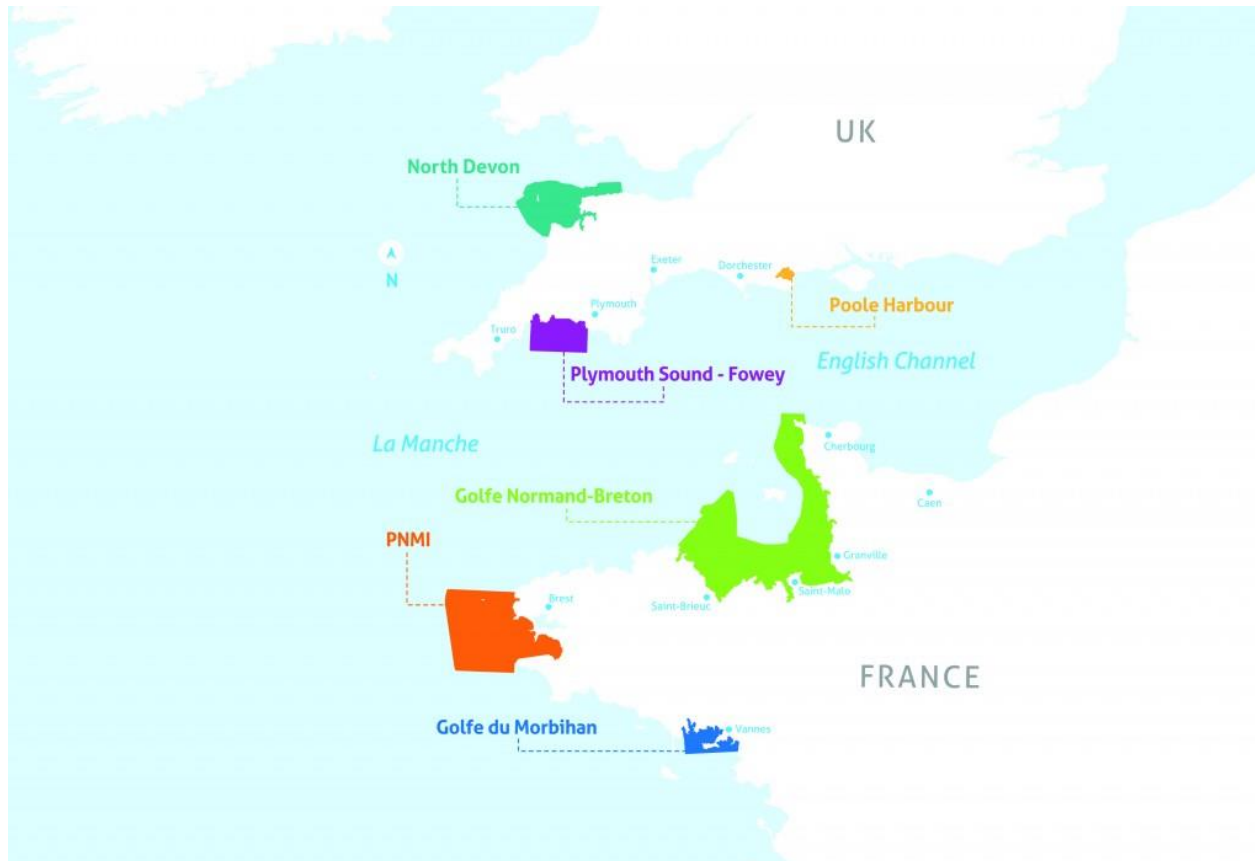 UK
North Devon
N
Exeter
Dorchester
Poole Harbour
Plymouth
Truro
English Channel
Plymouth Sound - Fowey
La Manche
Cherbourg
Golfe Normand-Breton
Caen
PNMI
Granville
Saint-Malo
Brest
Saint-Brieuc
FRANCE
Golfe du Morbihan
Vannes